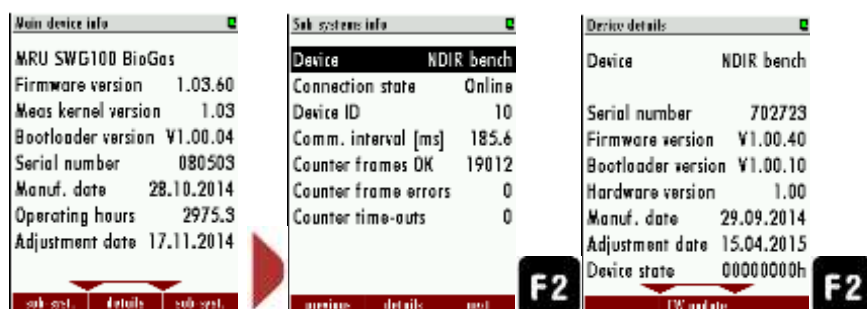 Main device info
MRU SWG100 BioGas
Firmware version 1.03.60
Meas kernel version 1.03
Bootloader version V1.00.04
Serial number 080503
Manuf. date 28.10.2014
Operating hours 2975.3
Adjustment date 17.11.2014
sub-syst. details sub-syst.
Sub systems info
Device NDIR bench
Connection state Online
Device ID 10
Comm. interval [ms] 185.6
Counter frames OK 19012
Counter frame errors 0
Counter time-outs 0
previous details next
F2
Device details
Device NDIR bench
Serial number 702723
Firmware version V1.00.40
Bootloader version V1.00.10
Hardware version 1.00
Manuf. date 29.09.2014
Adjustment date 15.04.2015
Device state 00000000h
FW update
F2